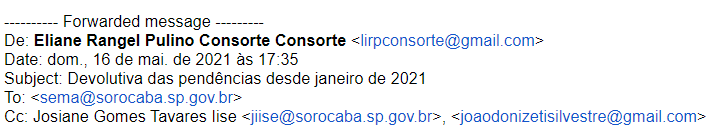 ---------- Forwarded message ---------
De: Eliane Rangel Pulino Consorte Consorte <lirpconsorte@gmail.com>
Date: dom., 16 de mai. de 2021 às 17:35
Subject: Devolutiva das pendências desde janeiro de 2021
To: <sema@sorocaba.sp.gov.br>
Cc: Josiane Gomes Tavares Iise <jiise@sorocaba.sp.gov.br>, <joaodonizetisilvestre@gmail.com>